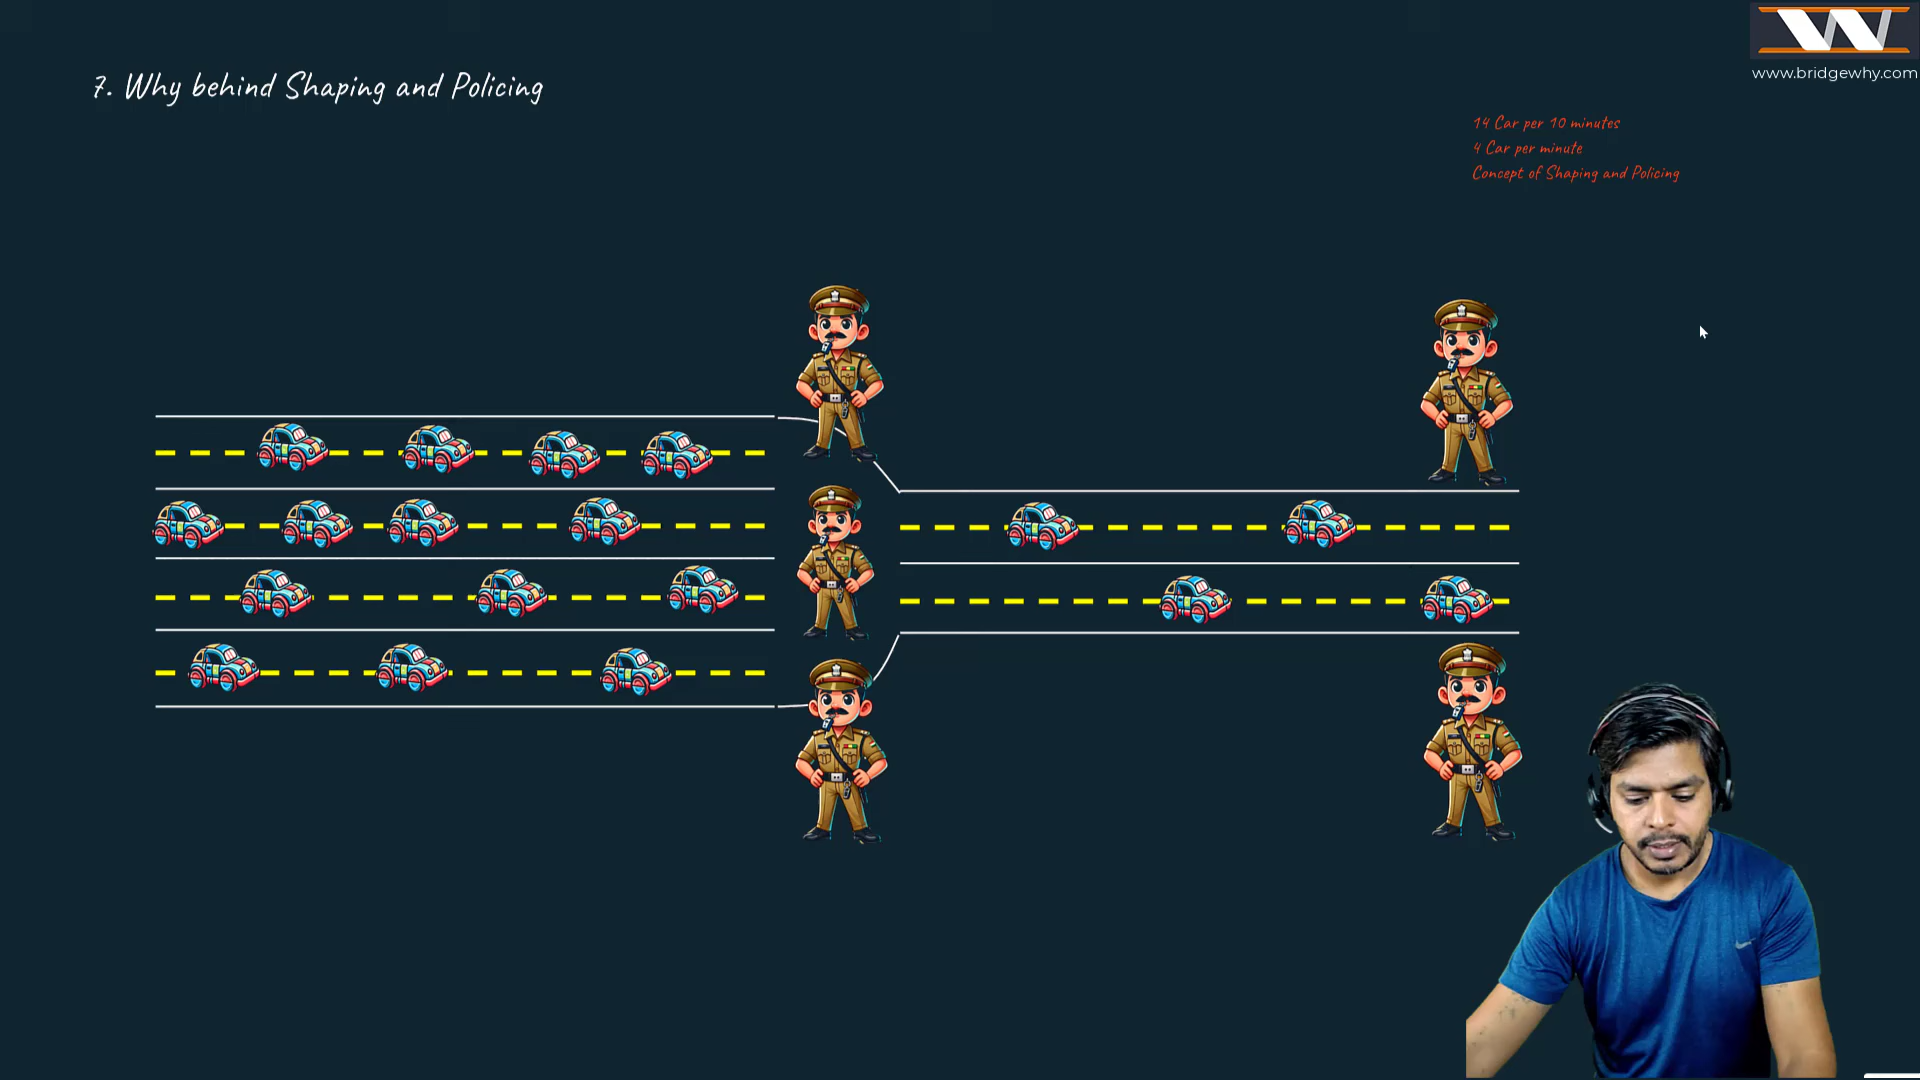 7. Why behind Shaping and Policing
www.bridgewhy.com
14 Car per 10 minutes
4 Car per minute
Concept of Shaping and Policing